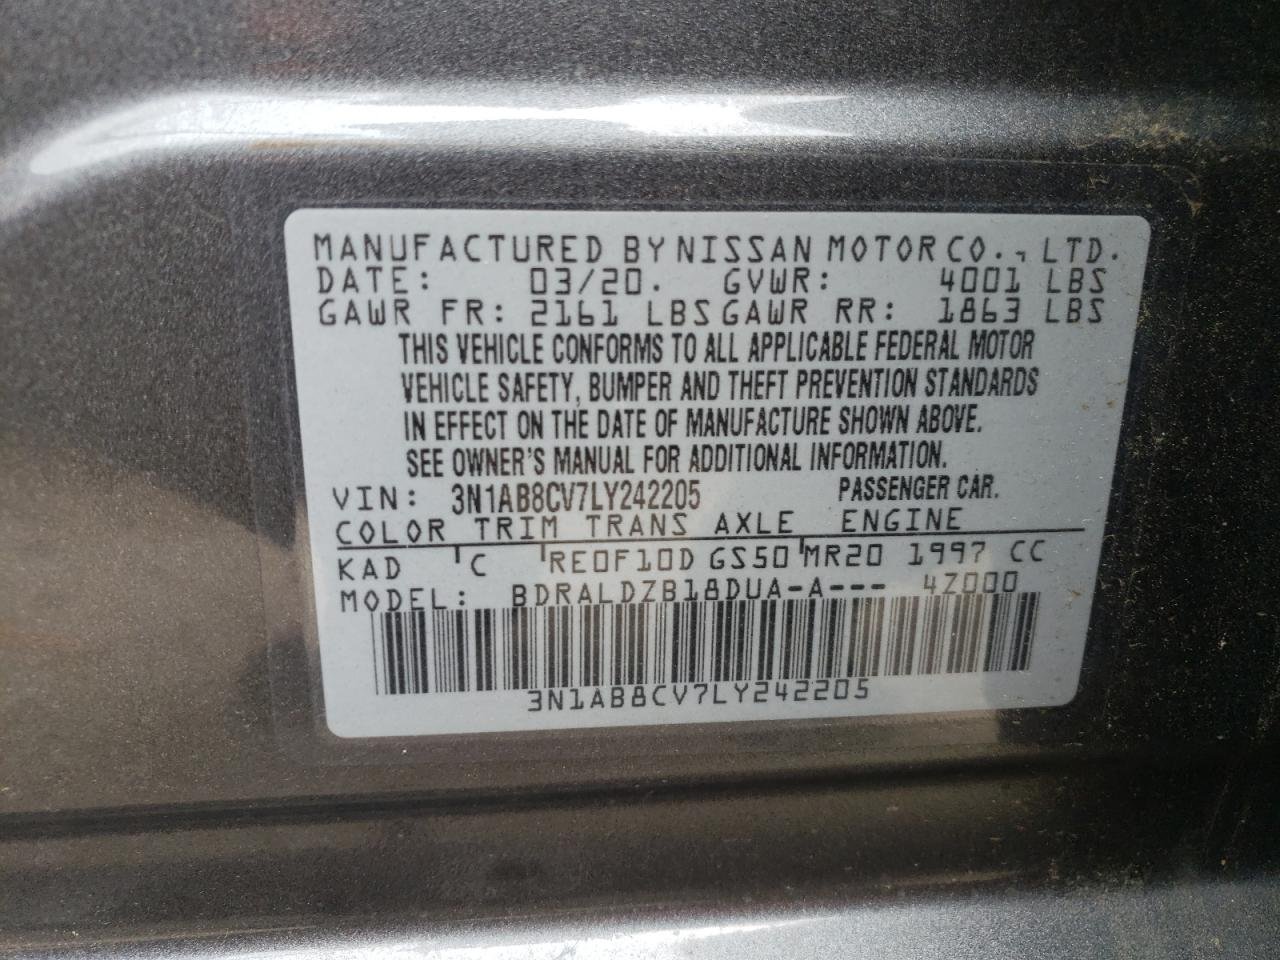 MANUFACTURED BY NISSAN MOTOR CO., LTD.
DATE: 03/20. GVWR: 4001 LBS
GAWR FR: 2161 LBS GAWR RR: 1863 LBS
THIS VEHICLE CONFORMS TO ALL APPLICABLE FEDERAL MOTOR
VEHICLE SAFETY, BUMPER AND THEFT PREVENTION STANDARDS
IN EFFECT ON THE DATE OF MANUFACTURE SHOWN ABOVE.
SEE OWNER'S MANUAL FOR ADDITIONAL INFORMATION.
VIN: 3N1AB8CV7LY242205 PASSENGER CAR.
COLOR TRIM TRANS AXLE ENGINE
KAD C RE0F10D GS50 MR20 1997 CC
MODEL: BDRALDZB18DUA-A--- 4Z000
3N1AB8CV7LY242205